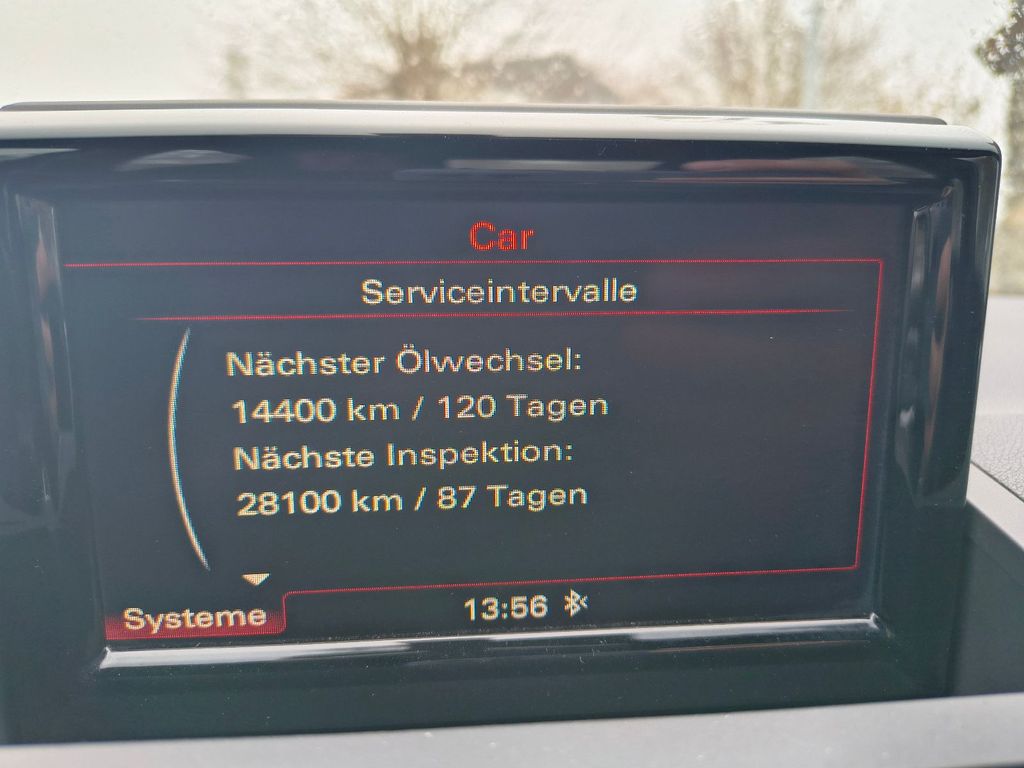 Car
Serviceintervalle
Nächster Ölwechsel:
14400 km / 120 Tagen
Nächste Inspektion:
28100 km / 87 Tagen
Systeme
13:56